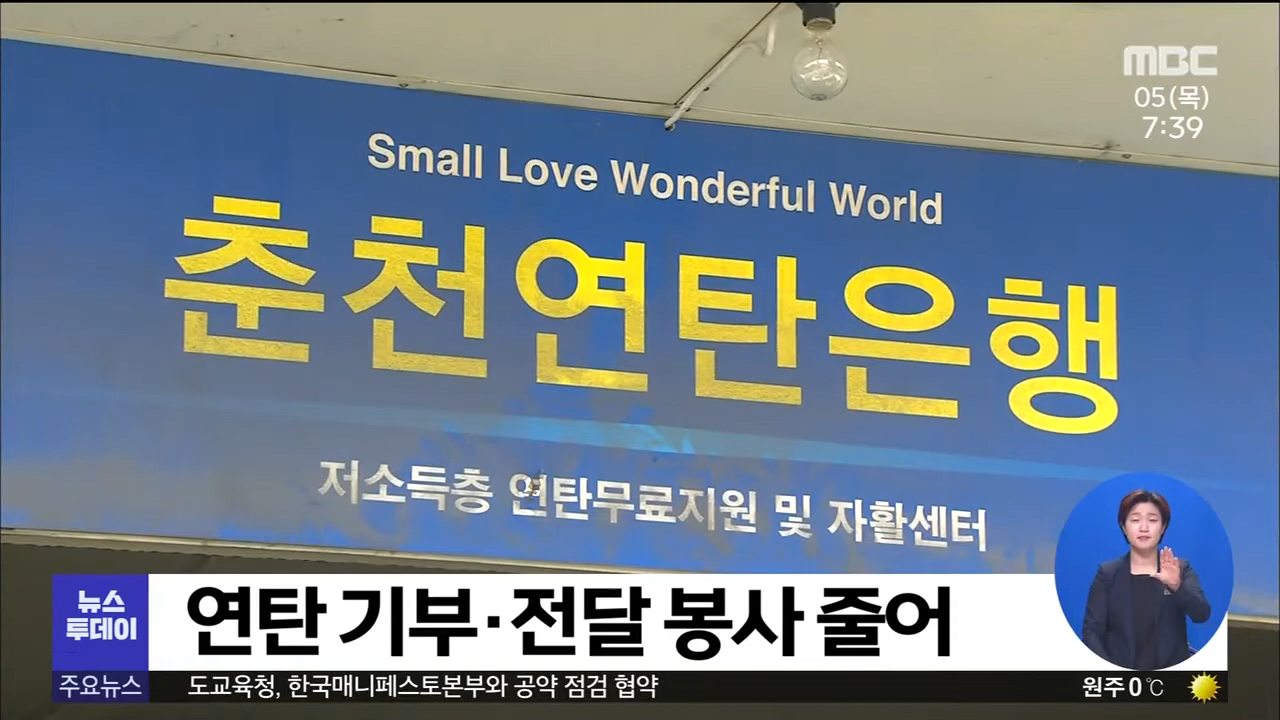 MBC
05(목)
7:39
Small Love Wonderful World
춘천연탄은행
저소득층 연탄무료지원 및 자활센터
뉴스
투데이
연탄 기부·전달 봉사 줄어
주요뉴스
도교육청, 한국매니페스토본부와 공약 점검 협약
원주 0℃